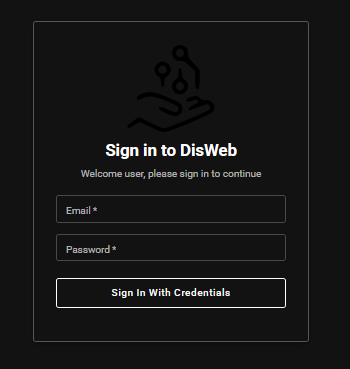 Sign in to DisWeb
Welcome user, please sign in to continue
Email *
Password *
Sign In With Credentials